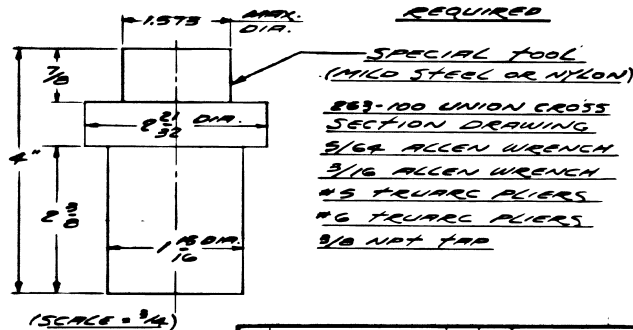 1.573 MAX.
DIA.
REQUIRED
SPECIAL TOOL
(MILD STEEL OR NYLON)
7/8
2 21/32 DIA.
263-100 UNION CROSS
SECTION DRAWING
5/64 ALLEN WRENCH
3/16 ALLEN WRENCH
#5 TRUARC PLIERS
#6 TRUARC PLIERS
3/8 NPT TAP
4"
2 3/8
1 15/16 DIA.
(SCALE = 3/4)